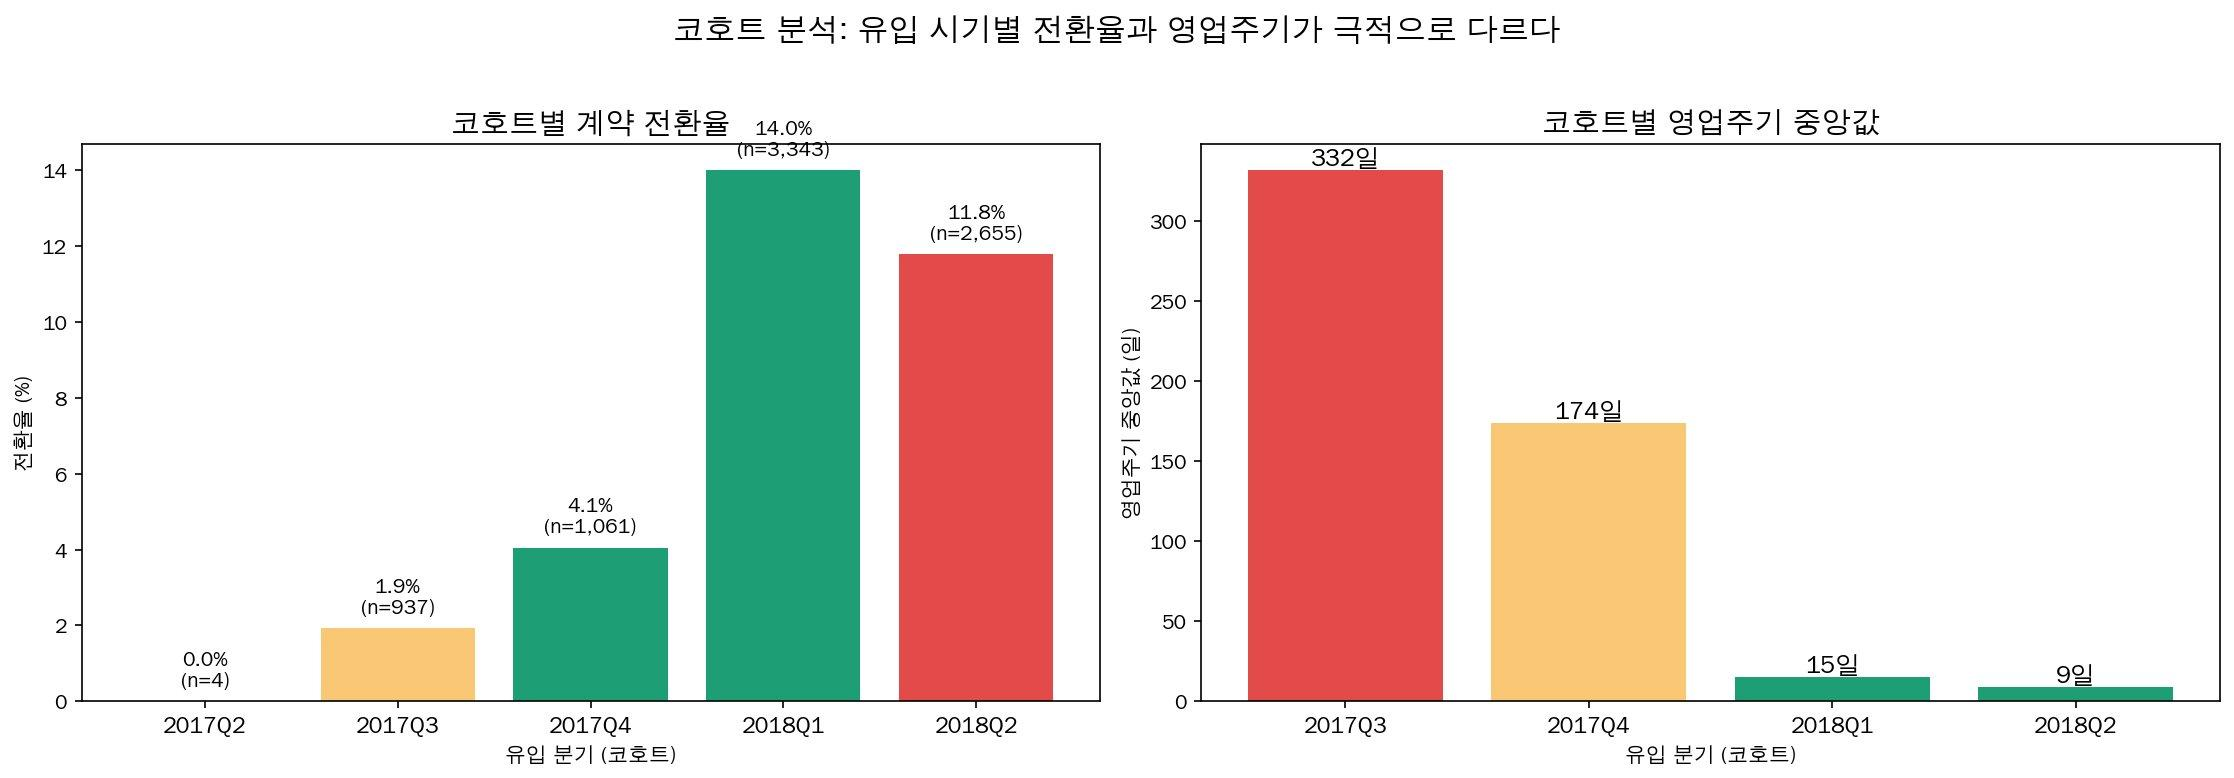 코호트 분석: 유입 시기별 전환율과 영업주기가 극적으로 다르다
코호트별 계약 전환율
14.0%
(n=3,343)
11.8%
(n=2,655)
4.1%
(n=1,061)
1.9%
(n=937)
0.0%
(n=4)
14
12
10
8
6
4
2
0
전환율 (%)
2017Q2 2017Q3 2017Q4 2018Q1 2018Q2
유입 분기 (코호트)
코호트별 영업주기 중앙값
332일
174일
15일
9일
300
250
200
150
100
50
0
영업주기 중앙값 (일)
2017Q3 2017Q4 2018Q1 2018Q2
유입 분기 (코호트)